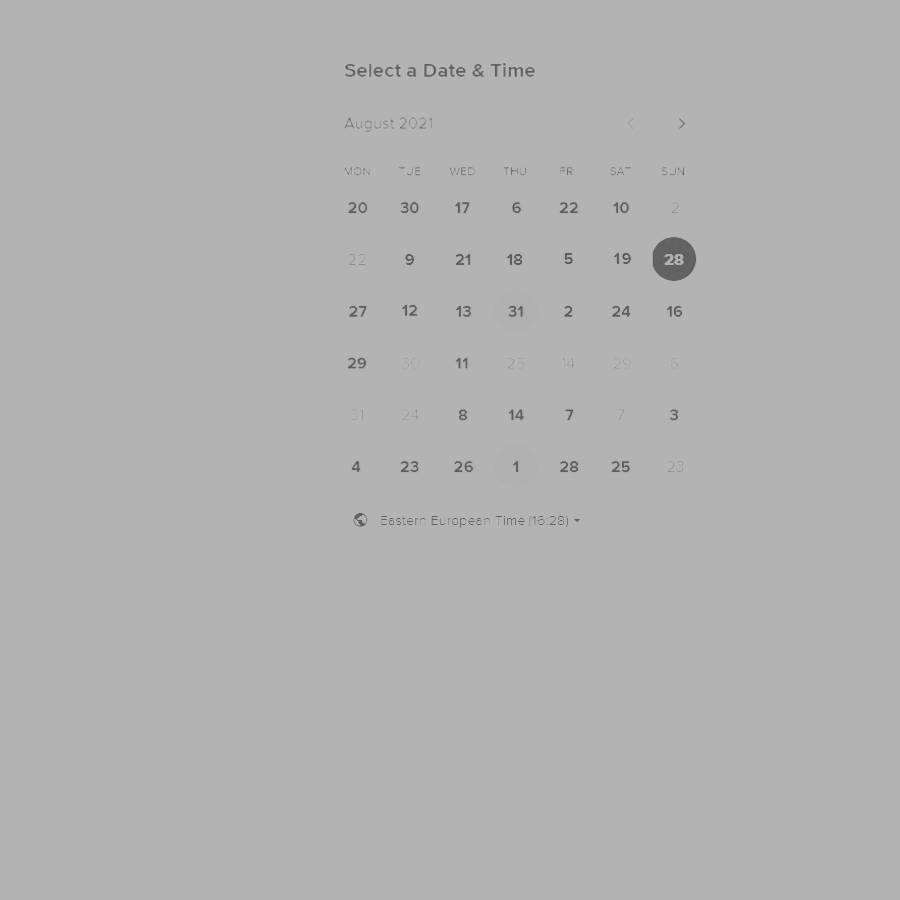 Select a Date & Time
August 2021
MON TUE WED THU FRI SAT SUN
20 30 17 6 22 10 2
22 9 21 18 5 19 28
27 12 13 31 2 24 16
29 30 11 25 14 29 6
31 24 8 14 7 7 3
4 23 26 1 28 25 23
Eastern European Time (16:28)